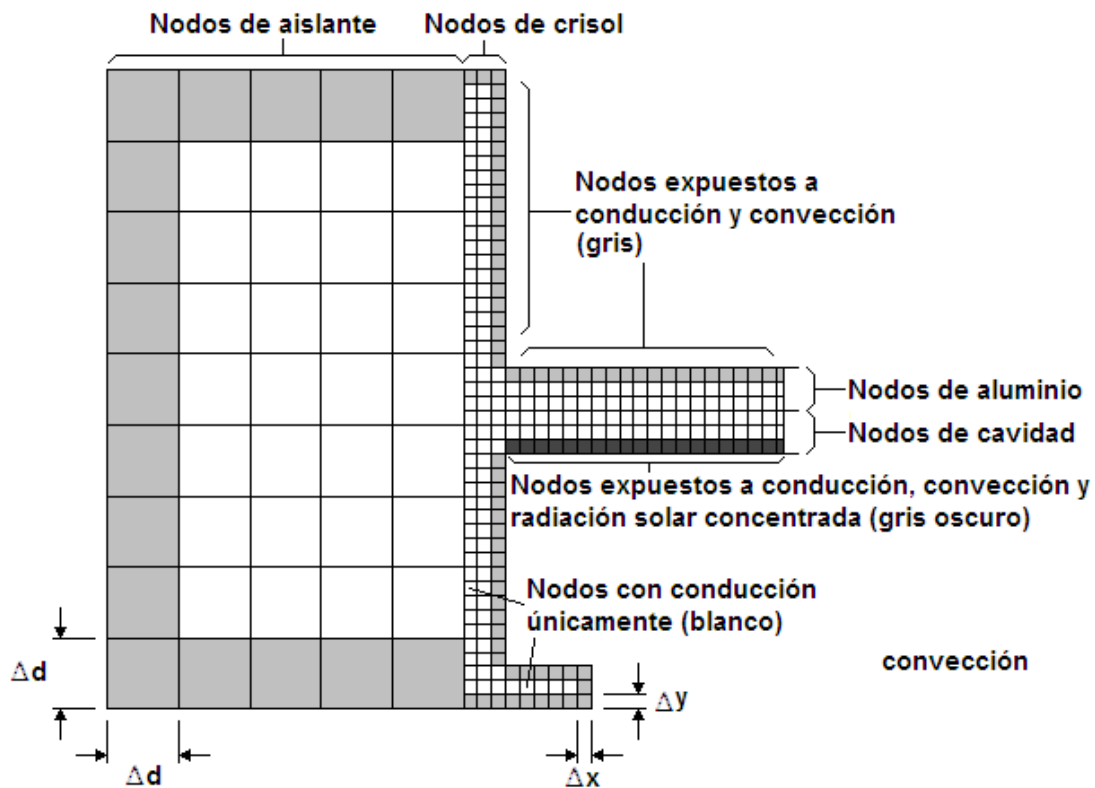 Nodos de aislante
Nodos de crisol
Nodos expuestos a
conducción y convección
(gris)
Nodos de aluminio
Nodos de cavidad
Nodos expuestos a conducción, convección y
radiación solar concentrada (gris oscuro)
Nodos con conducción
únicamente (blanco)
convección
Δd
Δy
Δd
Δx